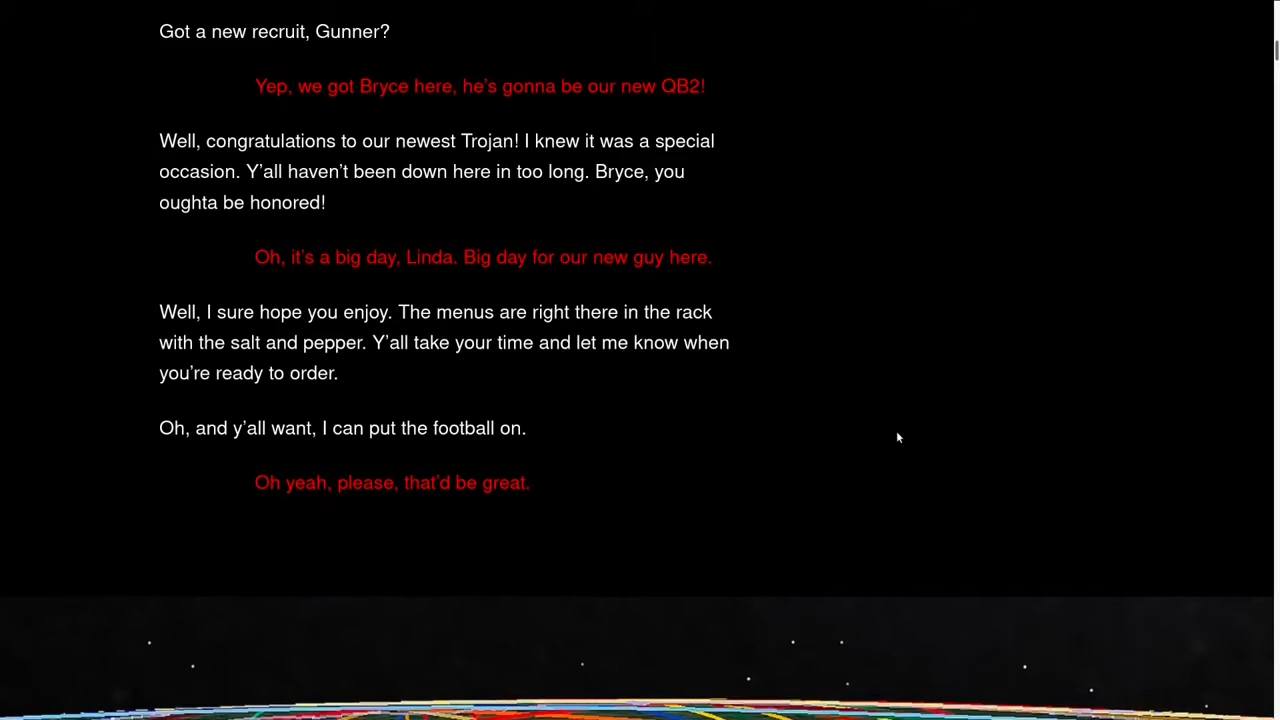 Got a new recruit, Gunner?
Yep, we got Bryce here, he’s gonna be our new QB2!
Well, congratulations to our newest Trojan! I knew it was a special
occasion. Y’all haven’t been down here in too long. Bryce, you
oughta be honored!
Oh, it’s a big day, Linda. Big day for our new guy here.
Well, I sure hope you enjoy. The menus are right there in the rack
with the salt and pepper. Y’all take your time and let me know when
you’re ready to order.
Oh, and y’all want, I can put the football on.
Oh yeah, please, that’d be great.